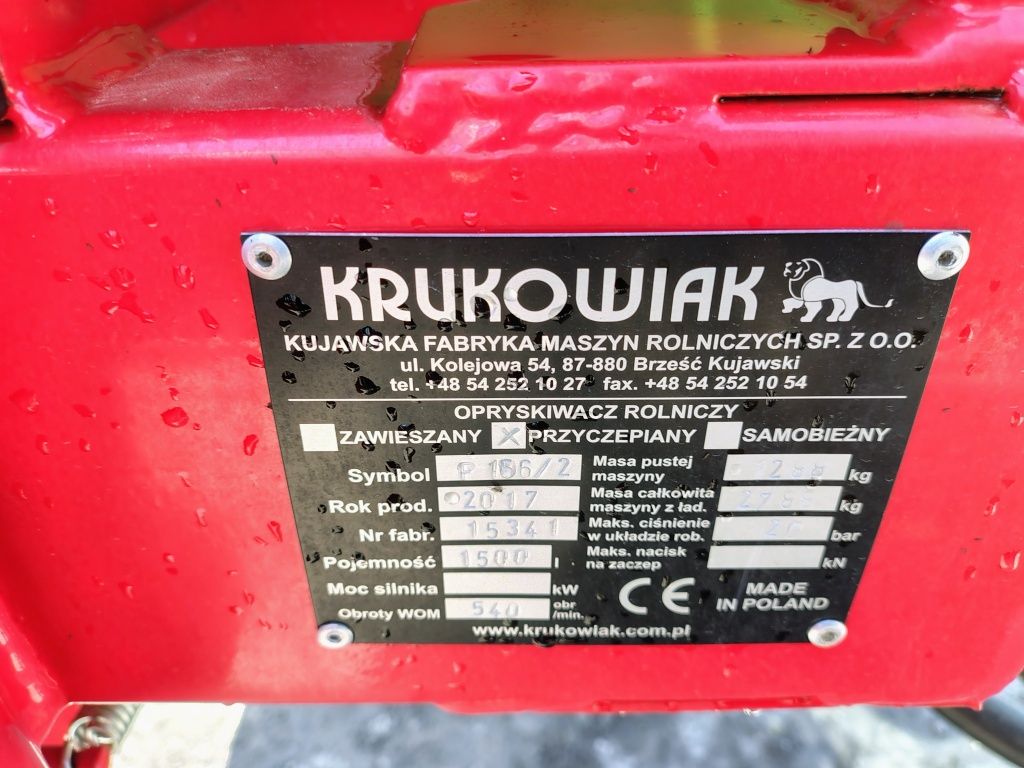 KRUKOWIAK
KUJAWSKA FABRYKA MASZYN ROLNICZYCH SP. Z O.O.
ul. Kolejowa 54, 87-880 Brześć Kujawski
tel. +48 54 252 10 27 fax. +48 54 252 10 54
OPRYSKIWACZ ROLNICZY
ZAWIESZANY X PRZYCZEPIANY SAMOBIEŻNY
Symbol P 156/2
Rok prod. 2017
Nr fabr. 15341
Pojemność 1500 l
Moc silnika kW
Obroty WOM 540 obr/min.
Masa pustej
maszyny kg
Masa całkowita
maszyny z ład. kg
Maks. ciśnienie
w układzie rob. bar
Maks. nacisk
na zaczep kN
CE MADE
IN POLAND
www.krukowiak.com.pl